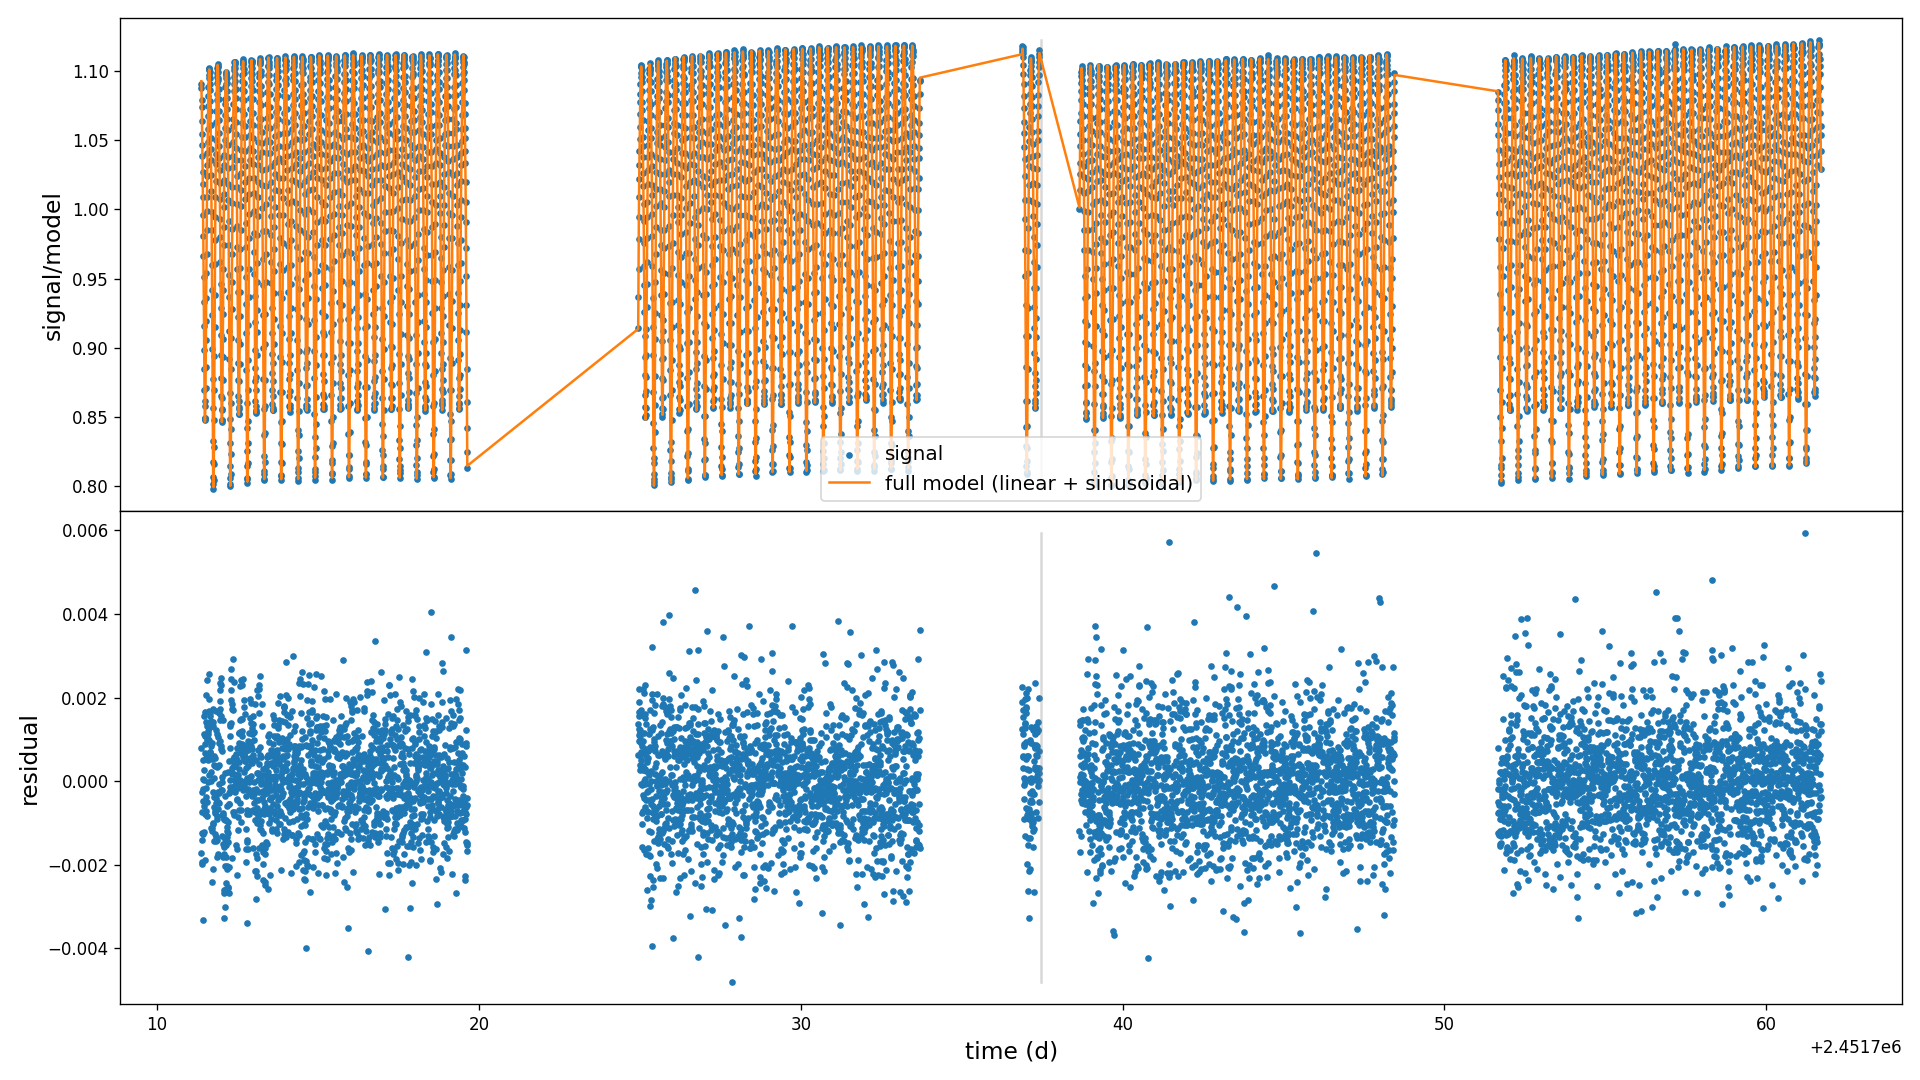 1.10
1.05
1.00
0.95
0.90
0.85
0.80
signal/model
signal
full model (linear + sinusoidal)
0.006
0.004
0.002
0.000
−0.002
−0.004
residual
10 20 30 40 50 60
time (d)
+2.4517e6